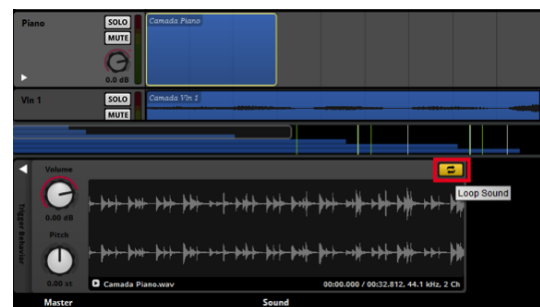 Piano
SOLO
Camada Piano
MUTE
0.0 dB
Vln 1
SOLO
Camada Vln 1
MUTE
Volume
Loop Sound
0.00 dB
Trigger Behavior
Pitch
0.00 st
Camada Piano.wav
00:00.000 / 00:32.812, 44.1 kHz, 2 Ch
Master
Sound